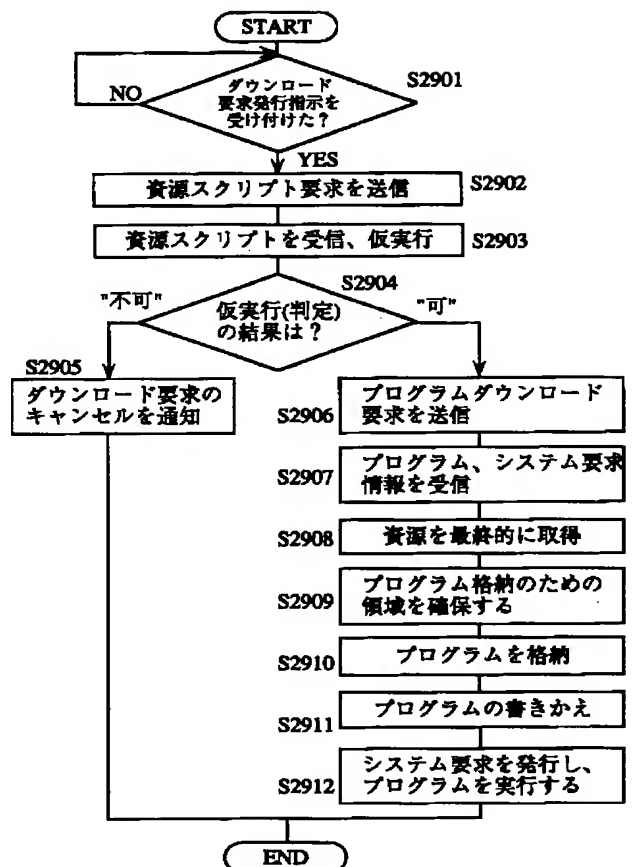 START
ダウンロード
要求発行指示を
受け付けた？
S2901
NO
YES
資源スクリプト要求を送信
S2902
資源スクリプトを受信、仮実行
S2903
S2904
仮実行(判定)
の結果は？
"不可"
"可"
S2905
ダウンロード要求の
キャンセルを通知
S2906
プログラムダウンロード
要求を送信
S2907
プログラム、システム要求
情報を受信
S2908
資源を最終的に取得
S2909
プログラム格納のための
領域を確保する
S2910
プログラムを格納
S2911
プログラムの書きかえ
S2912
システム要求を発行し、
プログラムを実行する
END